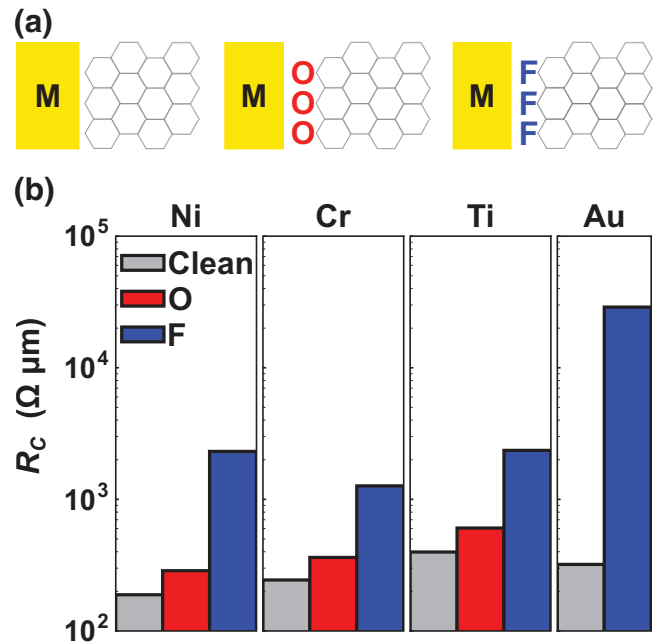 (a)
M
M
O
O
O
M
F
F
F
(b)
Ni Cr Ti Au
Clean
O
F
10^5
10^4
10^3
10^2
R_C (Ω μm)